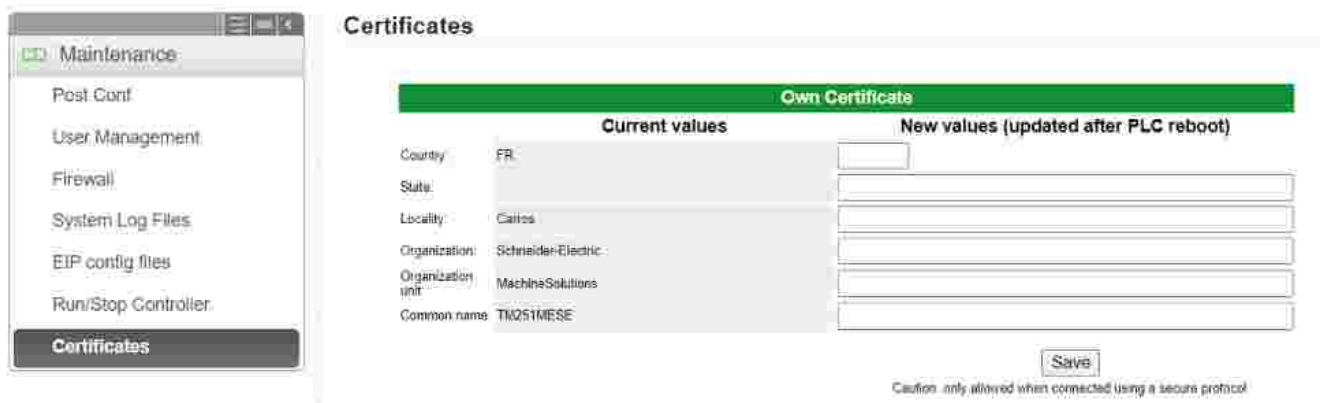 Certificates
Maintenance
Post Conf
User Management
Firewall
System Log Files
EIP config files
Run/Stop Controller
Certificates
Own Certificate
Current values New values (updated after PLC reboot)
Country: FR
State:
Locality: Carros
Organization: Schneider-Electric
Organization
unit
MachineSolutions
Common name TM251MESE
Save
Caution: only allowed when connected using a secure protocol